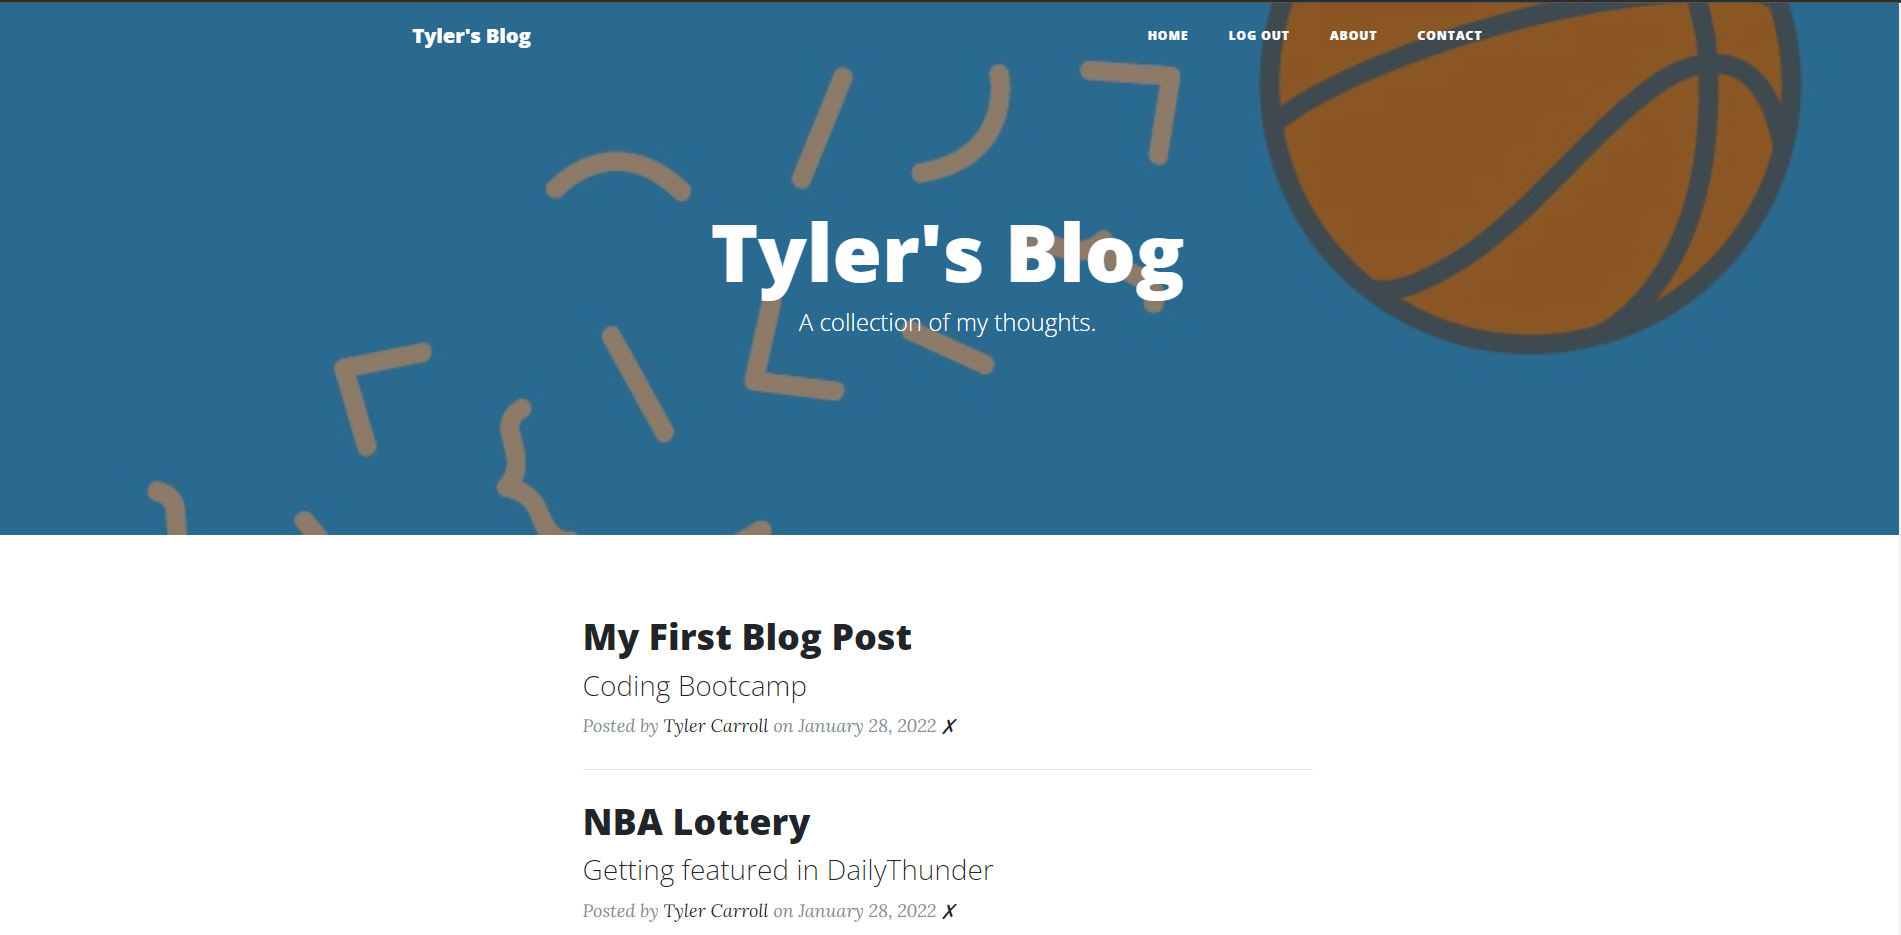 Tyler's Blog
HOME LOG OUT ABOUT CONTACT
Tyler's Blog
A collection of my thoughts.
My First Blog Post
Coding Bootcamp
Posted by Tyler Carroll on January 28, 2022 ✗
NBA Lottery
Getting featured in DailyThunder
Posted by Tyler Carroll on January 28, 2022 ✗